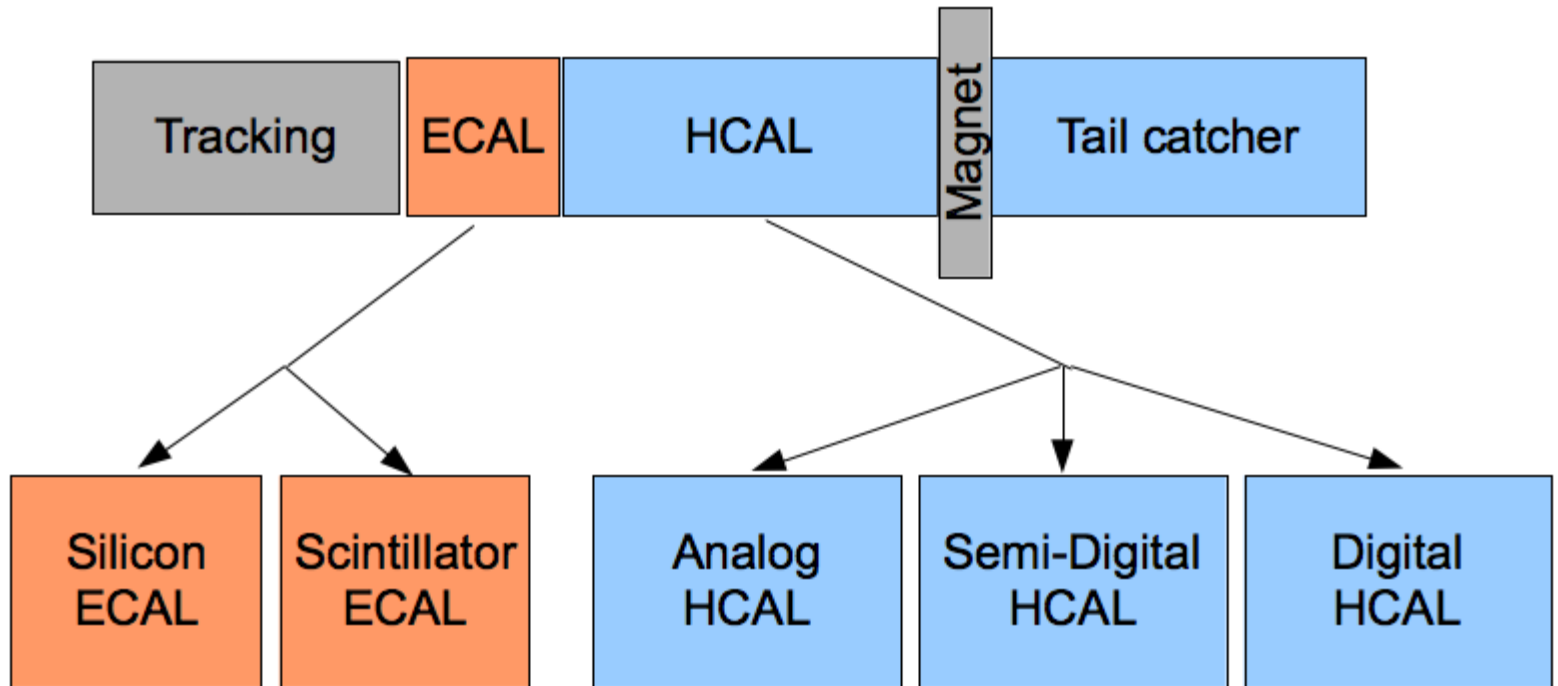 Tracking
ECAL
HCAL
Magnet
Tail catcher
Silicon
ECAL
Scintillator
ECAL
Analog
HCAL
Semi-Digital
HCAL
Digital
HCAL